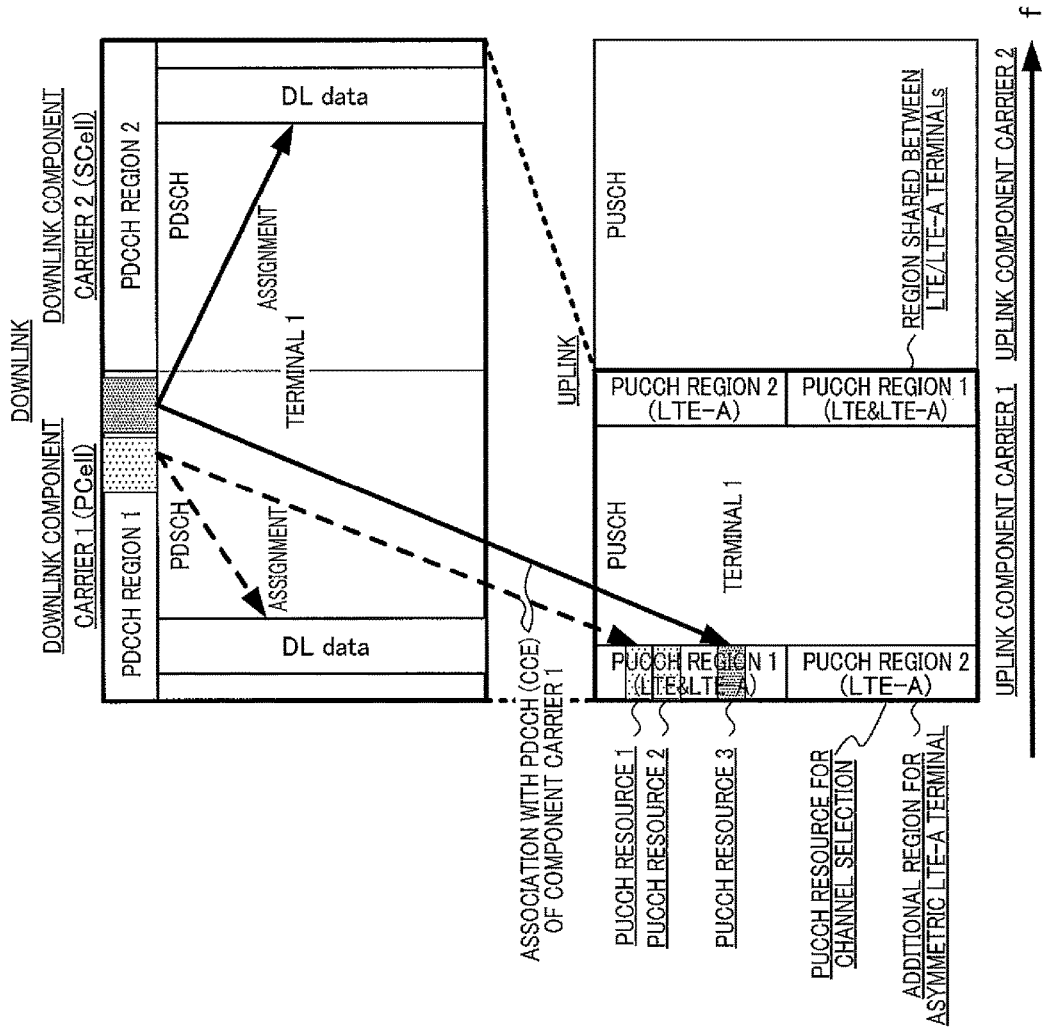 DOWNLINK
DOWNLINK COMPONENT
CARRIER 1 (PCell)
DOWNLINK COMPONENT
CARRIER 2 (SCell)
PDCCH REGION 1
PDCCH REGION 2
PDSCH
PDSCH
ASSIGNMENT
ASSIGNMENT
TERMINAL 1
DL data
DL data
ASSOCIATION WITH PDCCH (CCE)
OF COMPONENT CARRIER 1
UPLINK
PUCCH RESOURCE 1
PUCCH RESOURCE 2
PUCCH RESOURCE 3
PUCCH REGION 1
(LTE&LTE-A)
PUCCH REGION 2
(LTE-A)
PUSCH
TERMINAL 1
PUCCH REGION 2
(LTE-A)
PUCCH REGION 1
(LTE&LTE-A)
PUSCH
PUCCH RESOURCE FOR
CHANNEL SELECTION
ADDITIONAL REGION FOR
ASYMMETRIC LTE-A TERMINAL
REGION SHARED BETWEEN
LTE/LTE-A TERMINALs
UPLINK COMPONENT CARRIER 1
UPLINK COMPONENT CARRIER 2
f